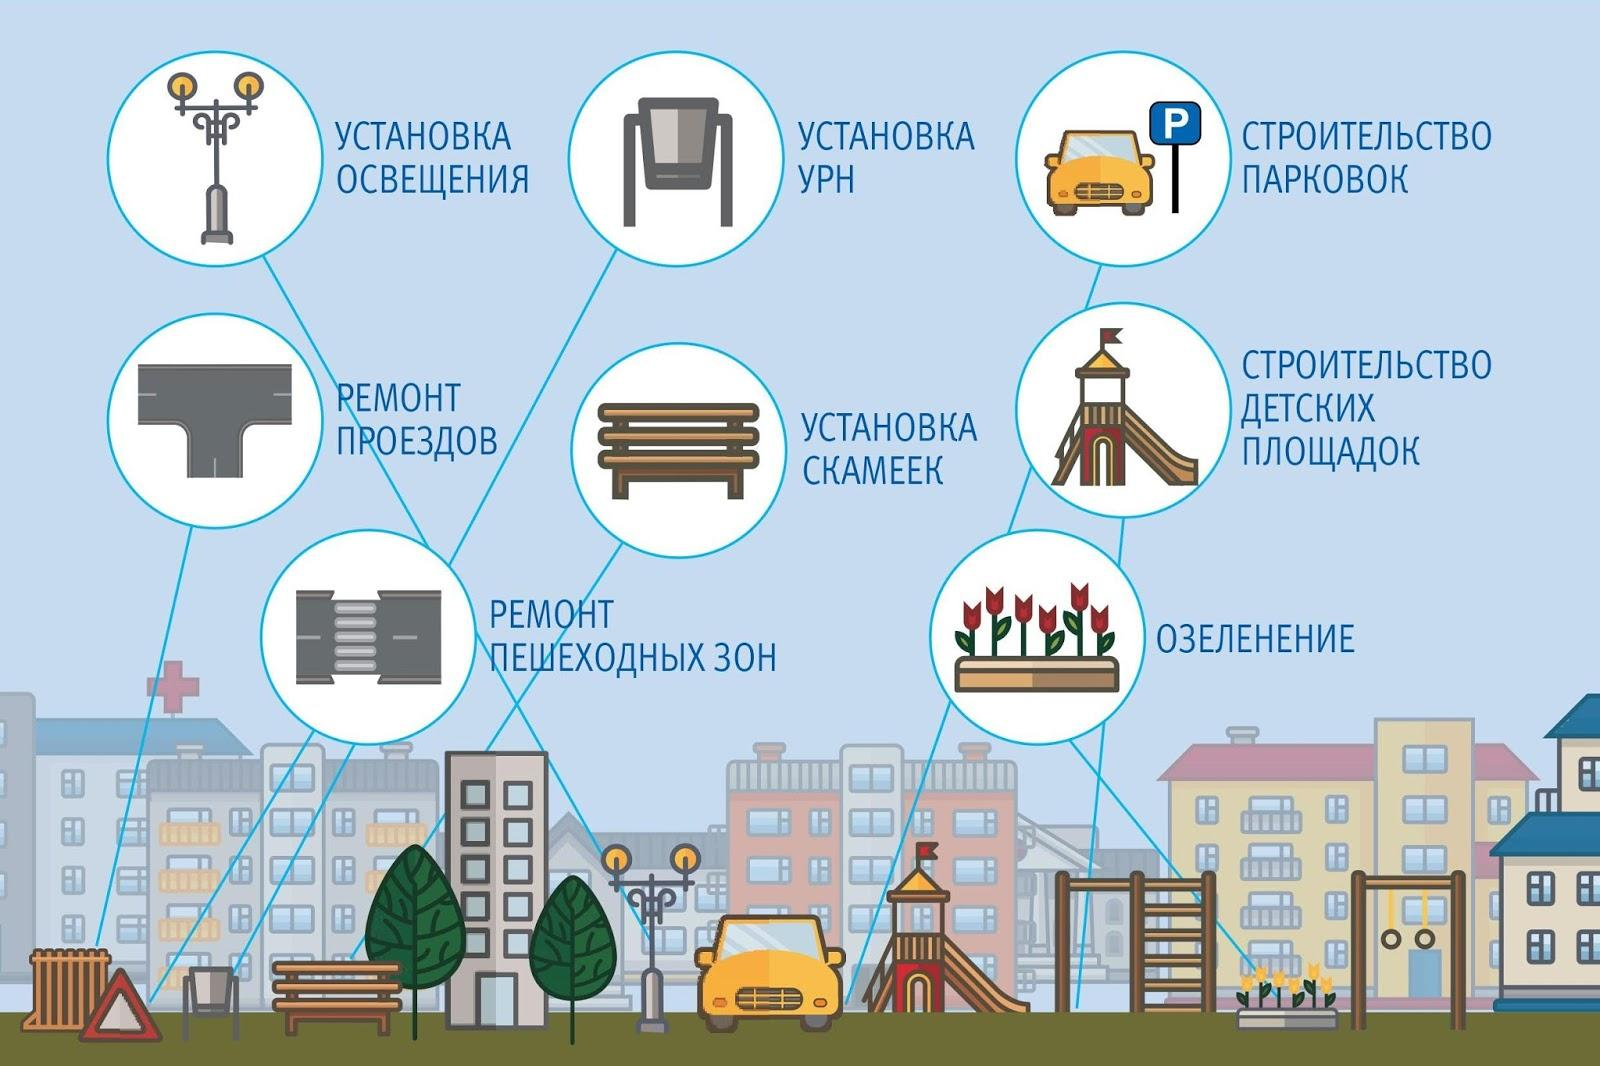 УСТАНОВКА
ОСВЕЩЕНИЯ
УСТАНОВКА
УРН
P
СТРОИТЕЛЬСТВО
ПАРКОВОК
РЕМОНТ
ПРОЕЗДОВ
УСТАНОВКА
СКАМЕЕК
СТРОИТЕЛЬСТВО
ДЕТСКИХ
ПЛОЩАДОК
РЕМОНТ
ПЕШЕХОДНЫХ ЗОН
ОЗЕЛЕНЕНИЕ